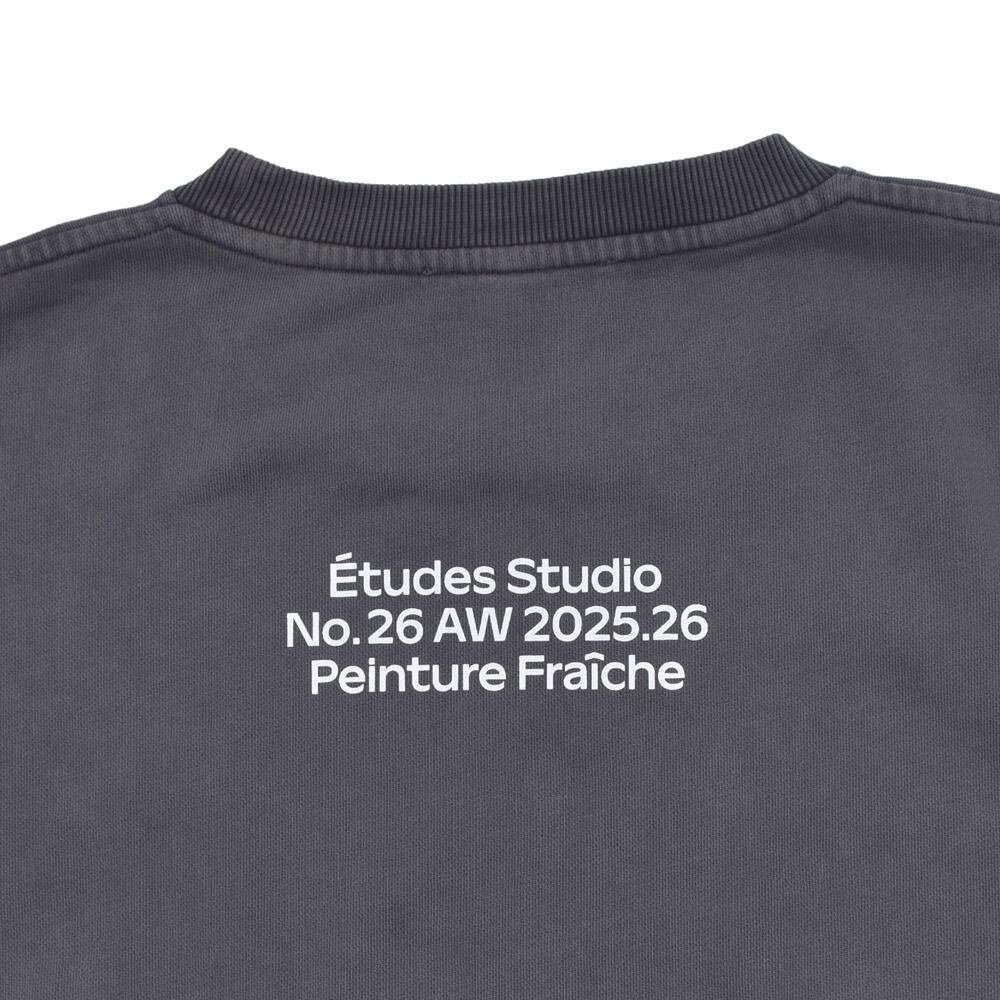 Études Studio
No. 26 AW 2025.26
Peinture Fraîche